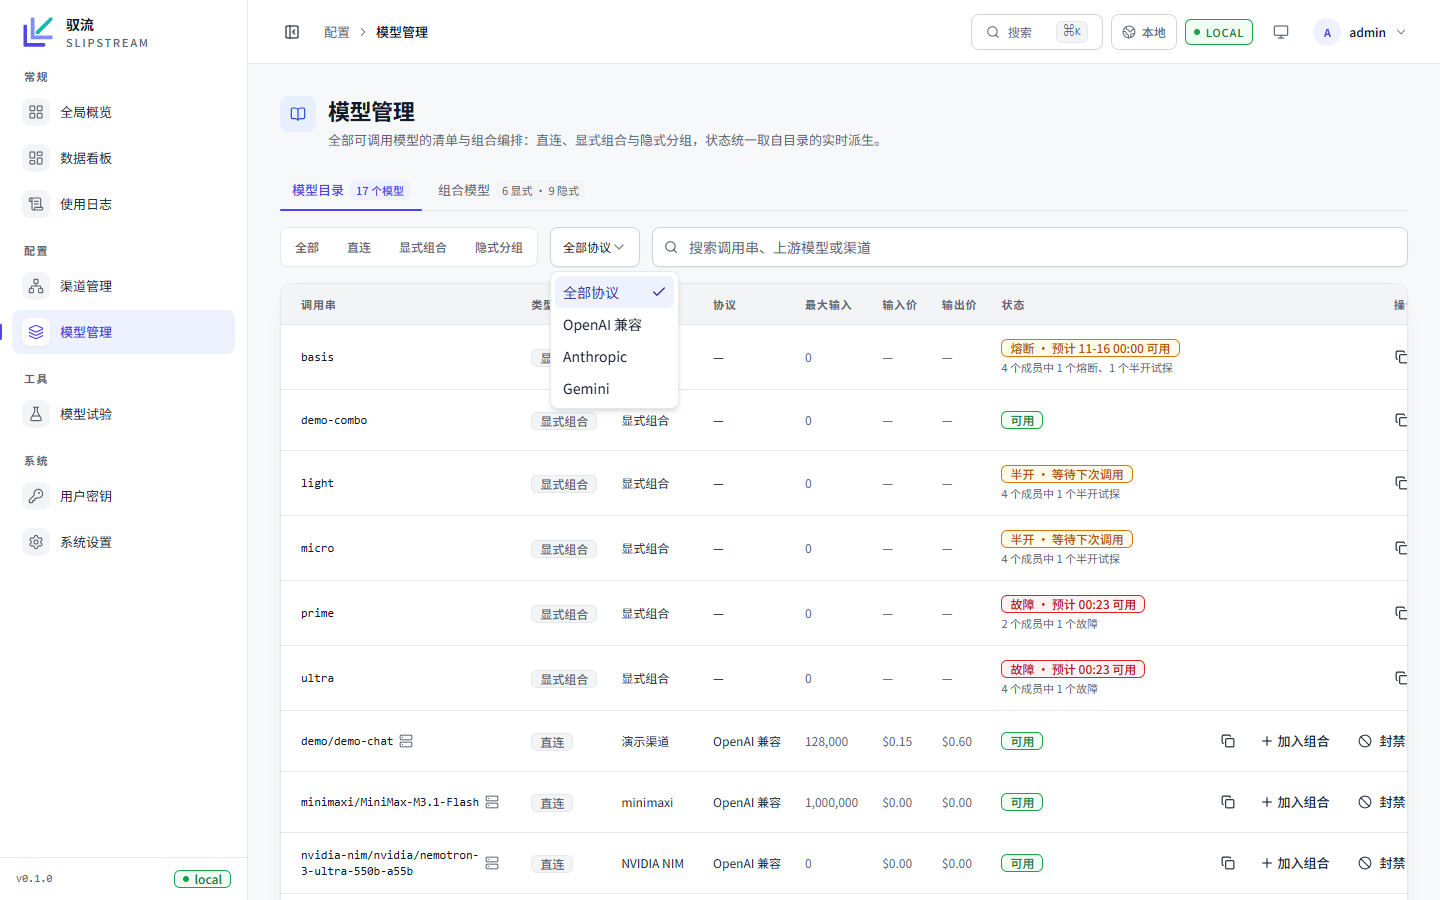 驭流
SLIPSTREAM
常规
全局概览
数据看板
使用日志
配置
渠道管理
模型管理
工具
模型试验
系统
用户密钥
系统设置
v0.1.0
local
配置 > 模型管理
搜索 ⌘K
本地
LOCAL
A admin
模型管理
全部可调用模型的清单与组合编排：直连、显式组合与隐式分组，状态统一取自目录的实时派生。
模型目录 17 个模型
组合模型 6 显式 · 9 隐式
全部 直连 显式组合 隐式分组
全部协议
搜索调用串、上游模型或渠道
全部协议
OpenAI 兼容
Anthropic
Gemini
调用串 协议 最大输入 输入价 输出价 状态
basis — 0 — — 熔断 · 预计 11-16 00:00 可用
4 个成员中 1 个熔断、1 个半开试探
demo-combo 显式组合 显式组合 — 0 — — 可用
light 显式组合 显式组合 — 0 — — 半开 · 等待下次调用
4 个成员中 1 个半开试探
micro 显式组合 显式组合 — 0 — — 半开 · 等待下次调用
4 个成员中 1 个半开试探
prime 显式组合 显式组合 — 0 — — 故障 · 预计 00:23 可用
2 个成员中 1 个故障
ultra 显式组合 显式组合 — 0 — — 故障 · 预计 00:23 可用
4 个成员中 1 个故障
demo/demo-chat 直连 演示渠道 OpenAI 兼容 128,000 $0.15 $0.60 可用 加入组合 封禁
minimaxi/MiniMax-M3.1-Flash 直连 minimaxi OpenAI 兼容 1,000,000 $0.00 $0.00 可用 加入组合 封禁
nvidia-nim/nvidia/nemotron-
3-ultra-550b-a55b 直连 NVIDIA NIM OpenAI 兼容 0 $0.00 $0.00 可用 加入组合 封禁